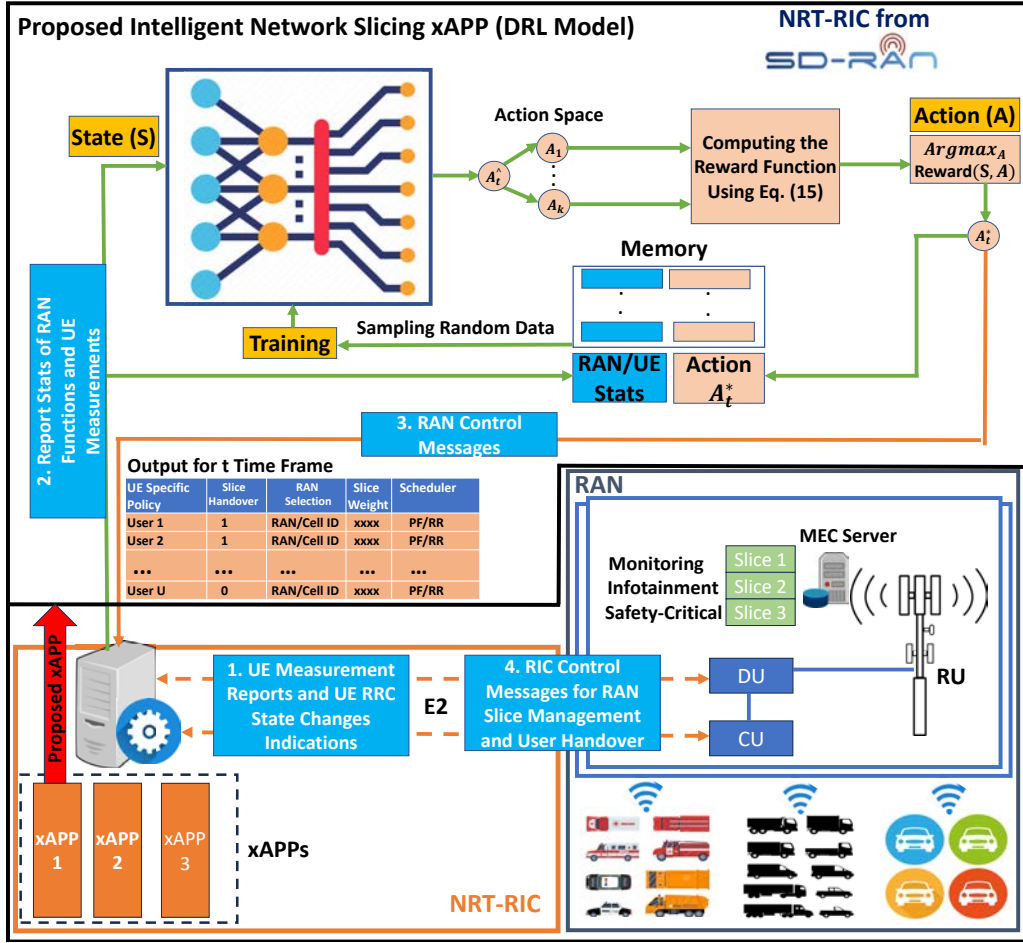 Proposed Intelligent Network Slicing xAPP (DRL Model)
NRT-RIC from
SD-RAN
State (S)
Action Space
A_t^^
A_1
A_k
Computing the
Reward Function
Using Eq. (15)
Action (A)
Argmax_A
Reward(S, A)
A_t^*
Memory
Sampling Random Data
Training
RAN/UE
Stats
Action
A_t^*
2. Report Stats of RAN
Functions and UE
Measurements
3. RAN Control
Messages
Output for t Time Frame
UE Specific
Policy
Slice
Handover
RAN
Selection
Slice
Weight
Scheduler
User 1 1 RAN/Cell ID xxxx PF/RR
User 2 1 RAN/Cell ID xxxx PF/RR
... ... ... ... ...
User U 0 RAN/Cell ID xxxx PF/RR
RAN
MEC Server
Monitoring Slice 1
Infotainment Slice 2
Safety-Critical Slice 3
RU
DU
CU
Proposed xAPP
1. UE Measurement
Reports and UE RRC
State Changes
Indications
E2
4. RIC Control
Messages for RAN
Slice Management
and User Handover
xAPP
1
xAPP
2
xAPP
3
xAPPs
NRT-RIC